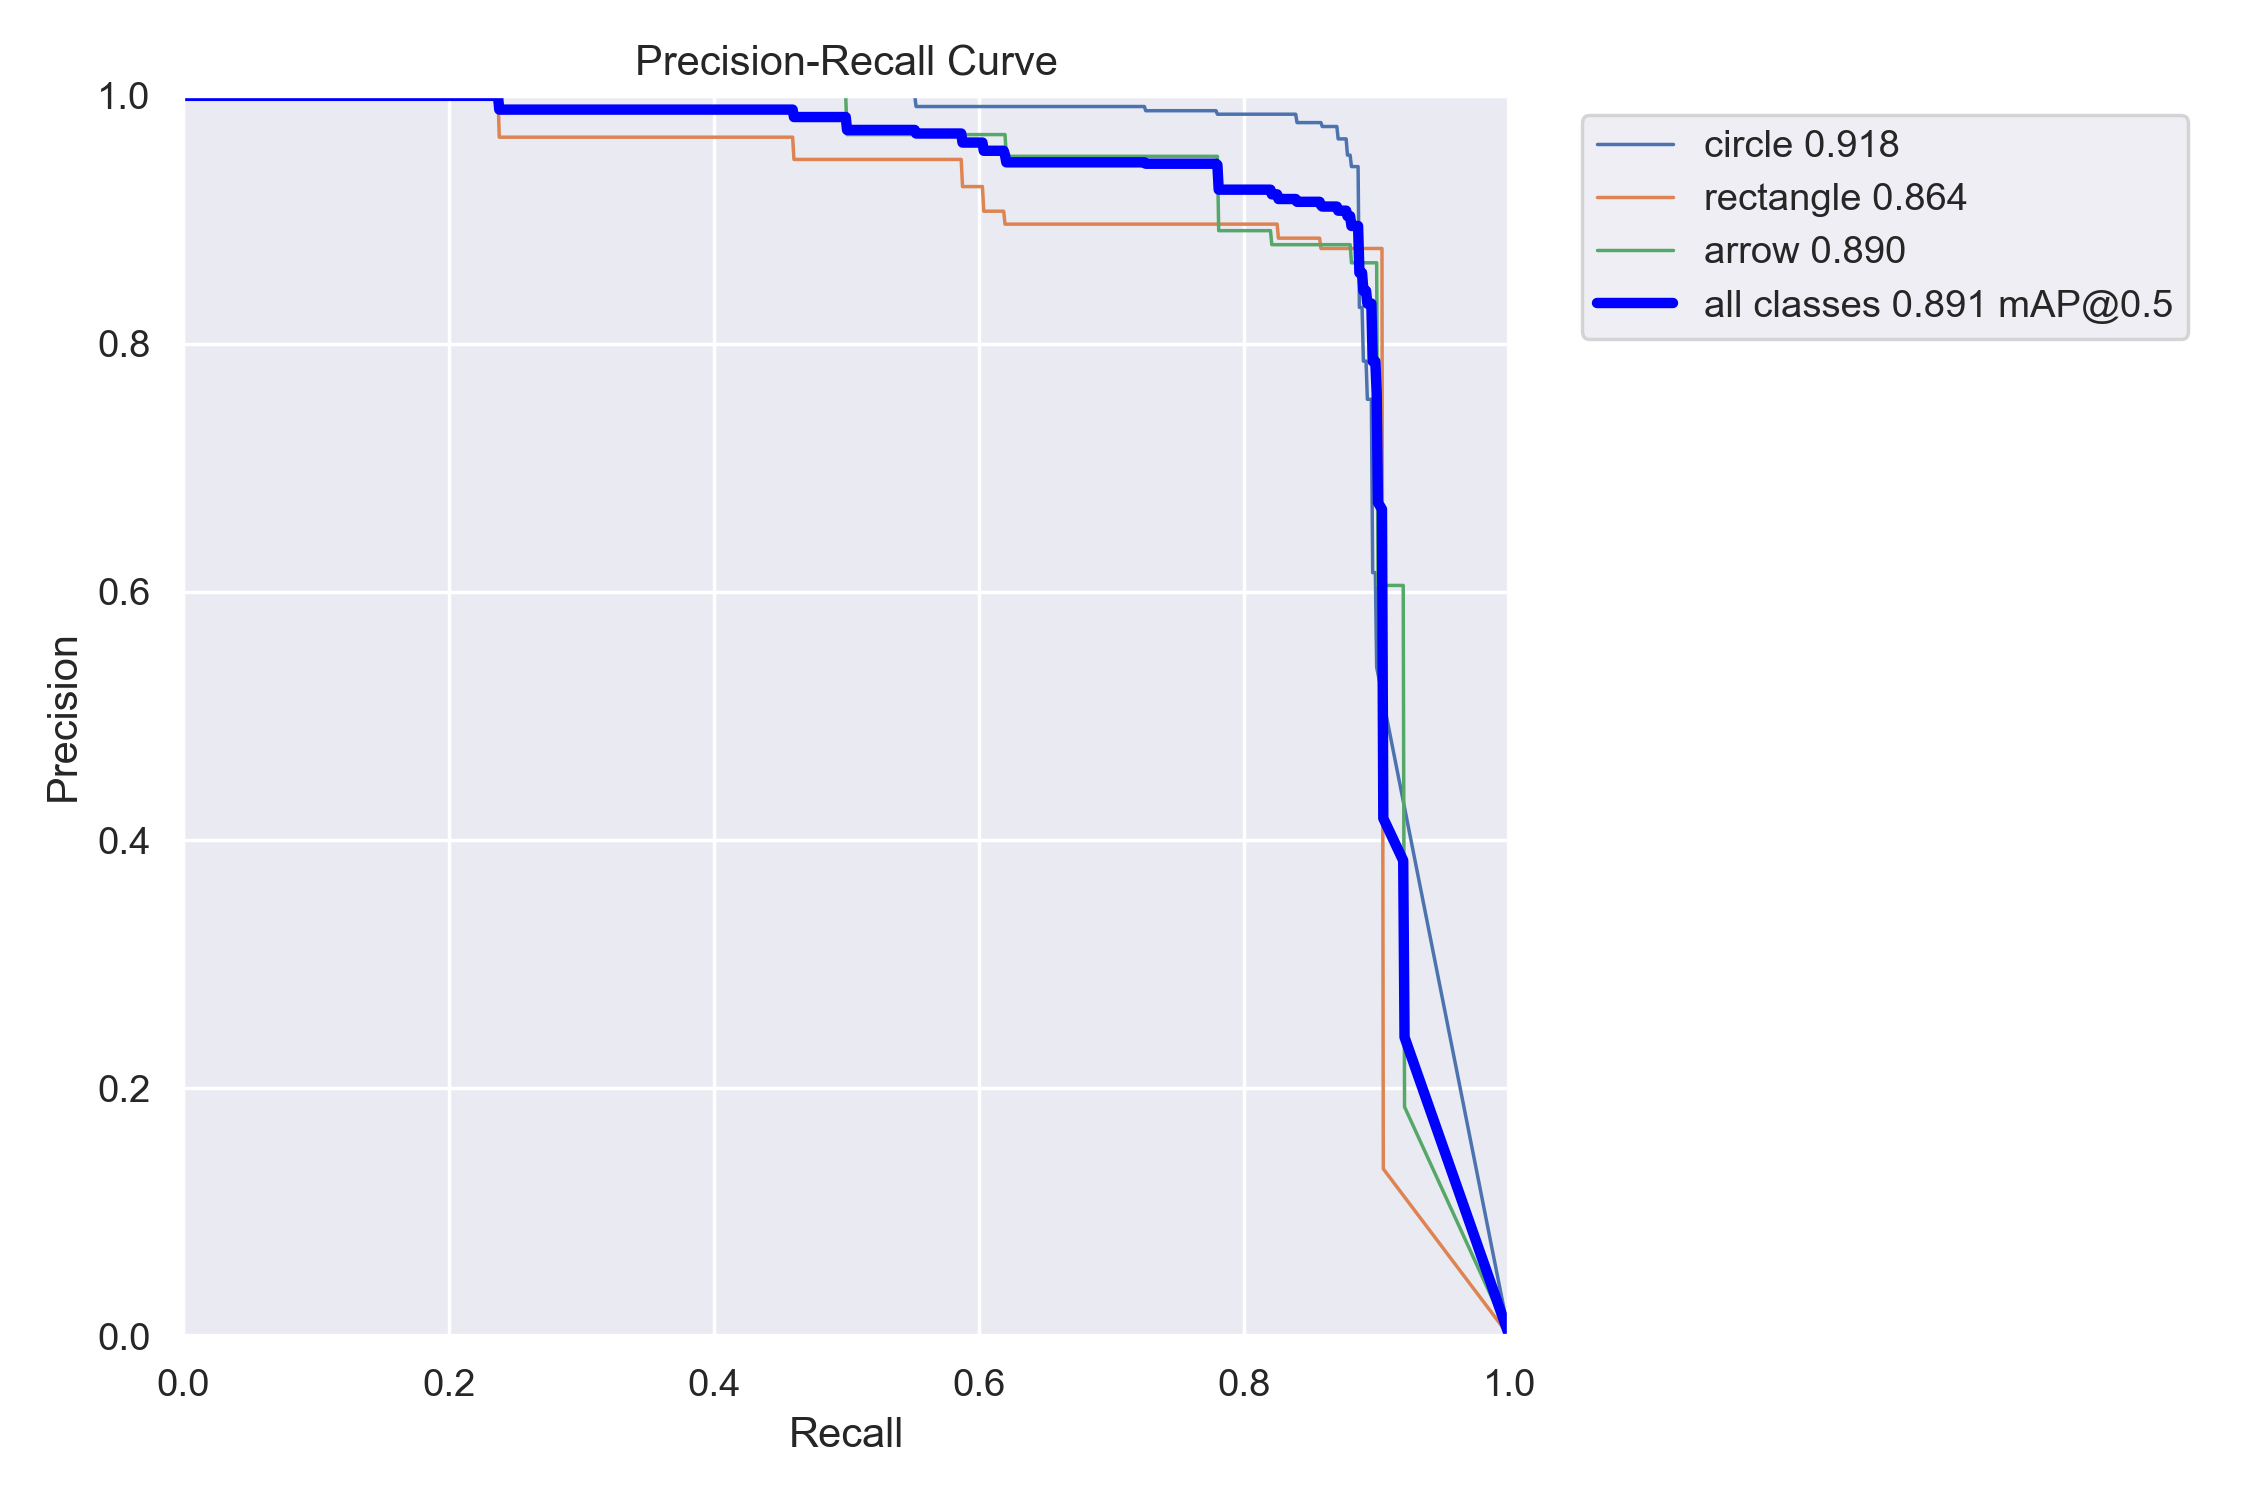 Precision-Recall Curve
1.0
0.8
0.6
0.4
0.2
0.0
Precision
0.0 0.2 0.4 0.6 0.8 1.0
Recall
circle 0.918
rectangle 0.864
arrow 0.890
all classes 0.891 mAP@0.5